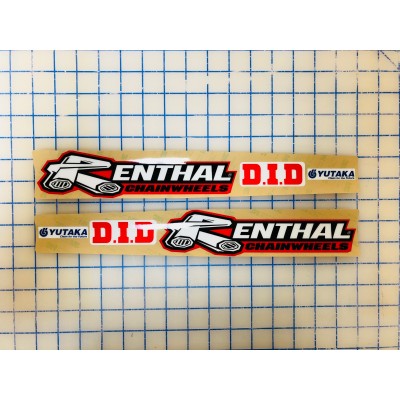 RENTHAL D.I.D YUTAKA
CHAINWHEELS
YUTAKA D.I.D RENTHAL
CHAINWHEELS